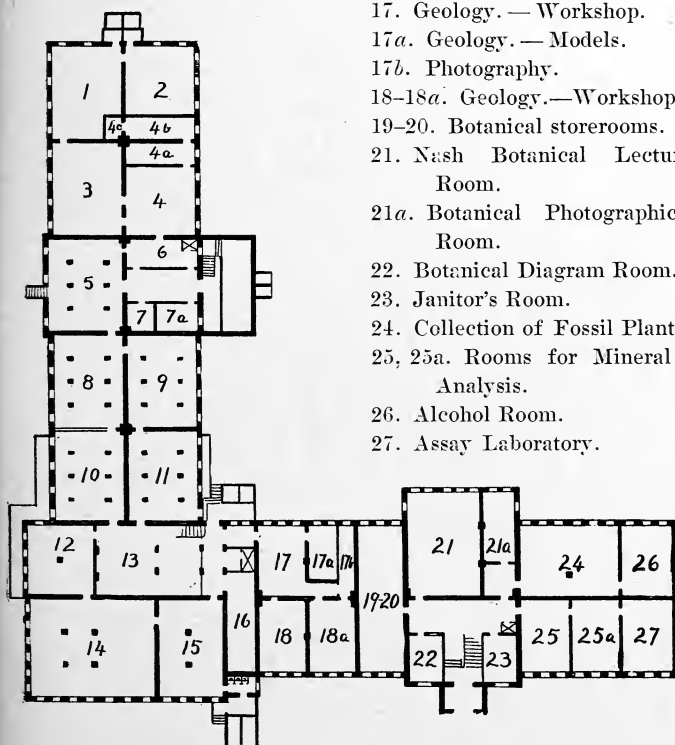 17. Geology. — Workshop.
17a. Geology. — Models.
17b. Photography.
18–18a. Geology.—Workshop
19–20. Botanical storerooms.
21. Nash Botanical Lectu
Room.
21a. Botanical Photographic
Room.
22. Botanical Diagram Room.
23. Janitor's Room.
24. Collection of Fossil Plant
25, 25a. Rooms for Mineral
Analysis.
26. Alcohol Room.
27. Assay Laboratory.
1
2
4c
4b
4a
3
4
6
5
7
7a
8
9
10
11
12
13
17
17a
17b
19-20
21
21a
24
26
14
15
16
18
18a
22
23
25
25a
27